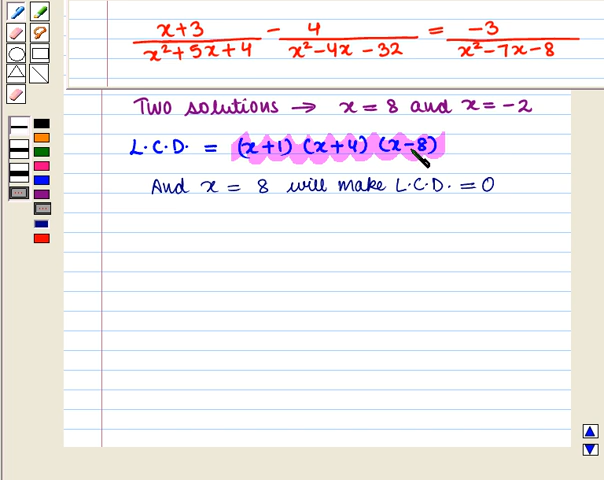 x+3/x²+5x+4 − 4/x²−4x−32 = −3/x²−7x−8
Two solutions → x = 8 and x = −2
L.C.D. = (x+1) (x+4) (x−8)
And x = 8 will make L.C.D. = 0